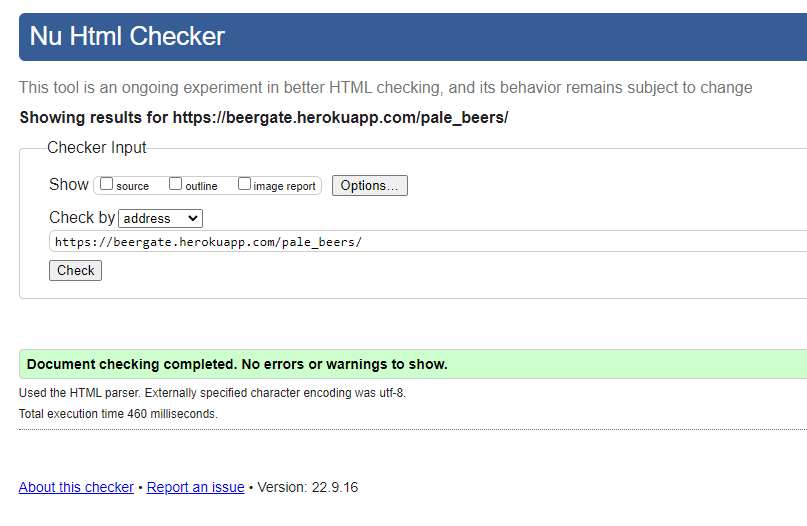 Nu Html Checker
This tool is an ongoing experiment in better HTML checking, and its behavior remains subject to change
Showing results for https://beergate.herokuapp.com/pale_beers/
Checker Input
Show source outline image report Options...
Check by address
https://beergate.herokuapp.com/pale_beers/
Check
Document checking completed. No errors or warnings to show.
Used the HTML parser. Externally specified character encoding was utf-8.
Total execution time 460 milliseconds.
About this checker • Report an issue • Version: 22.9.16